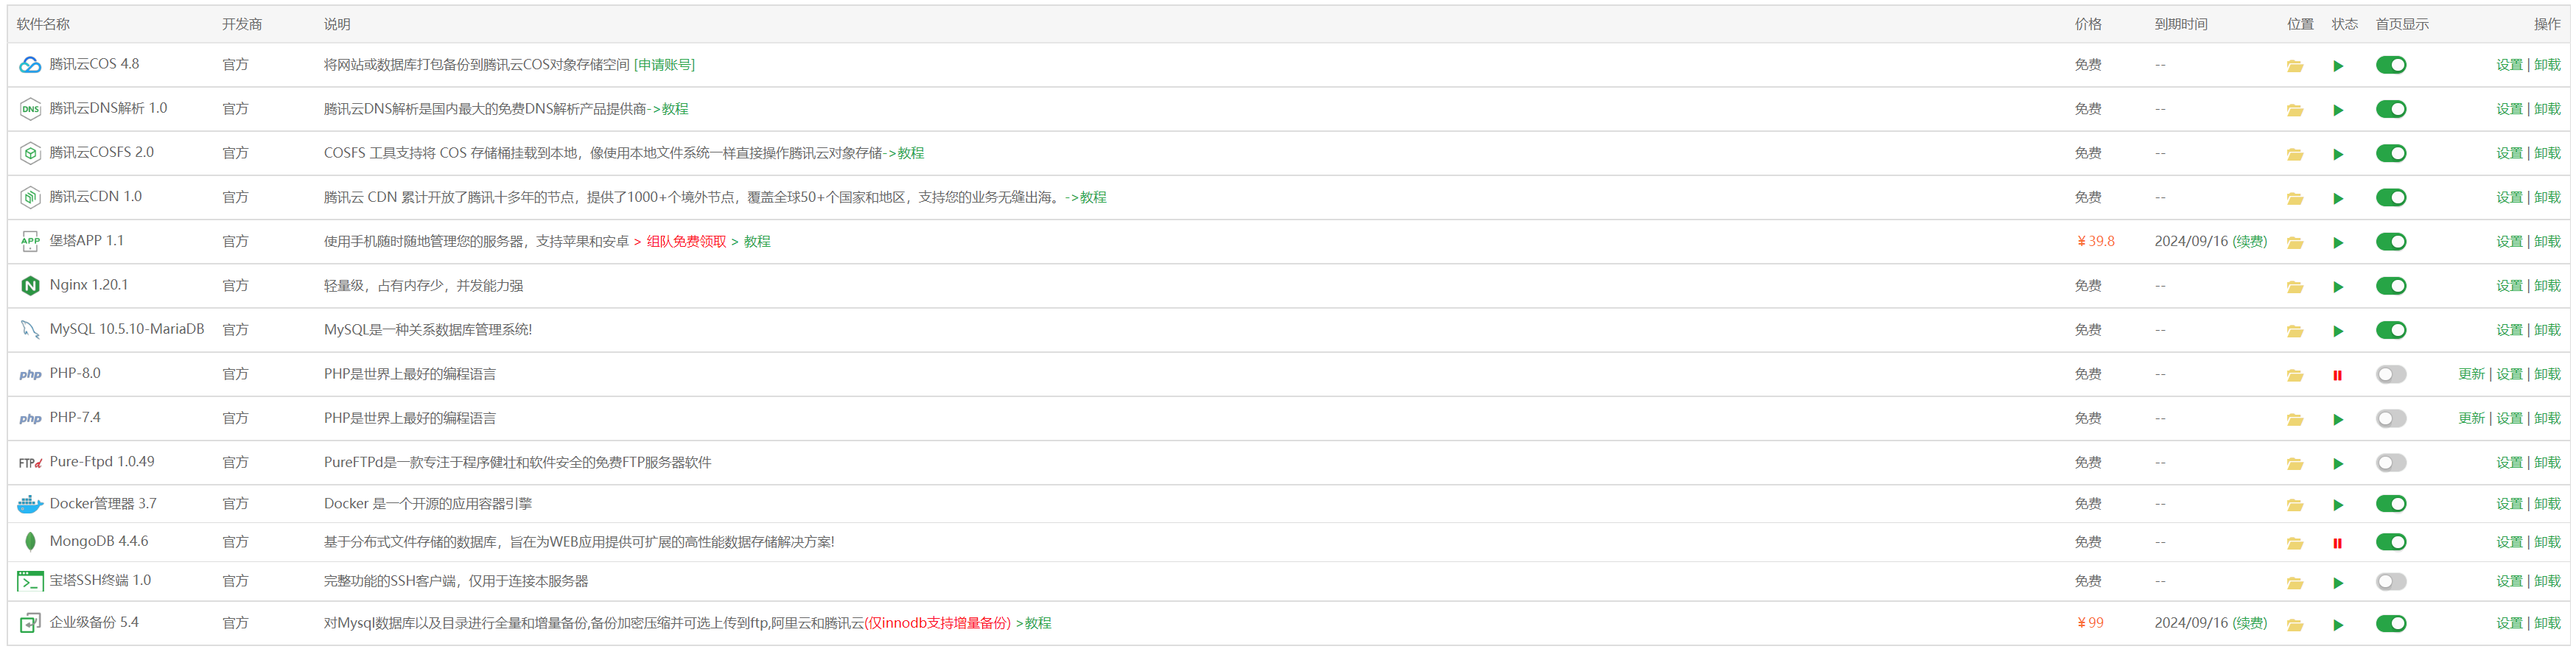 软件名称 开发商 说明 价格 到期时间 位置 状态 首页显示 操作
腾讯云COS 4.8 官方 将网站或数据库打包备份到腾讯云COS对象存储空间 [申请账号] 免费 -- 设置 | 卸载
DNS 腾讯云DNS解析 1.0 官方 腾讯云DNS解析是国内最大的免费DNS解析产品提供商->教程 免费 -- 设置 | 卸载
腾讯云COSFS 2.0 官方 COSFS 工具支持将 COS 存储桶挂载到本地，像使用本地文件系统一样直接操作腾讯云对象存储->教程 免费 -- 设置 | 卸载
腾讯云CDN 1.0 官方 腾讯云 CDN 累计开放了腾讯十多年的节点，提供了1000+个境外节点，覆盖全球50+个国家和地区，支持您的业务无缝出海。->教程 免费 -- 设置 | 卸载
APP 堡塔APP 1.1 官方 使用手机随时随地管理您的服务器，支持苹果和安卓 > 组队免费领取 > 教程 ￥39.8 2024/09/16 (续费) 设置 | 卸载
N Nginx 1.20.1 官方 轻量级，占有内存少，并发能力强 免费 -- 设置 | 卸载
MySQL 10.5.10-MariaDB 官方 MySQL是一种关系数据库管理系统! 免费 -- 设置 | 卸载
php PHP-8.0 官方 PHP是世界上最好的编程语言 免费 -- 更新 | 设置 | 卸载
php PHP-7.4 官方 PHP是世界上最好的编程语言 免费 -- 更新 | 设置 | 卸载
FTPd Pure-Ftpd 1.0.49 官方 PureFTPd是一款专注于程序健壮和软件安全的免费FTP服务器软件 免费 -- 设置 | 卸载
Docker管理器 3.7 官方 Docker 是一个开源的应用容器引擎 免费 -- 设置 | 卸载
MongoDB 4.4.6 官方 基于分布式文件存储的数据库，旨在为WEB应用提供可扩展的高性能数据存储解决方案! 免费 -- 设置 | 卸载
>_ 宝塔SSH终端 1.0 官方 完整功能的SSH客户端，仅用于连接本服务器 免费 -- 设置 | 卸载
企业级备份 5.4 官方 对Mysql数据库以及目录进行全量和增量备份,备份加密压缩并可选上传到ftp,阿里云和腾讯云(仅innodb支持增量备份) >教程 ￥99 2024/09/16 (续费) 设置 | 卸载